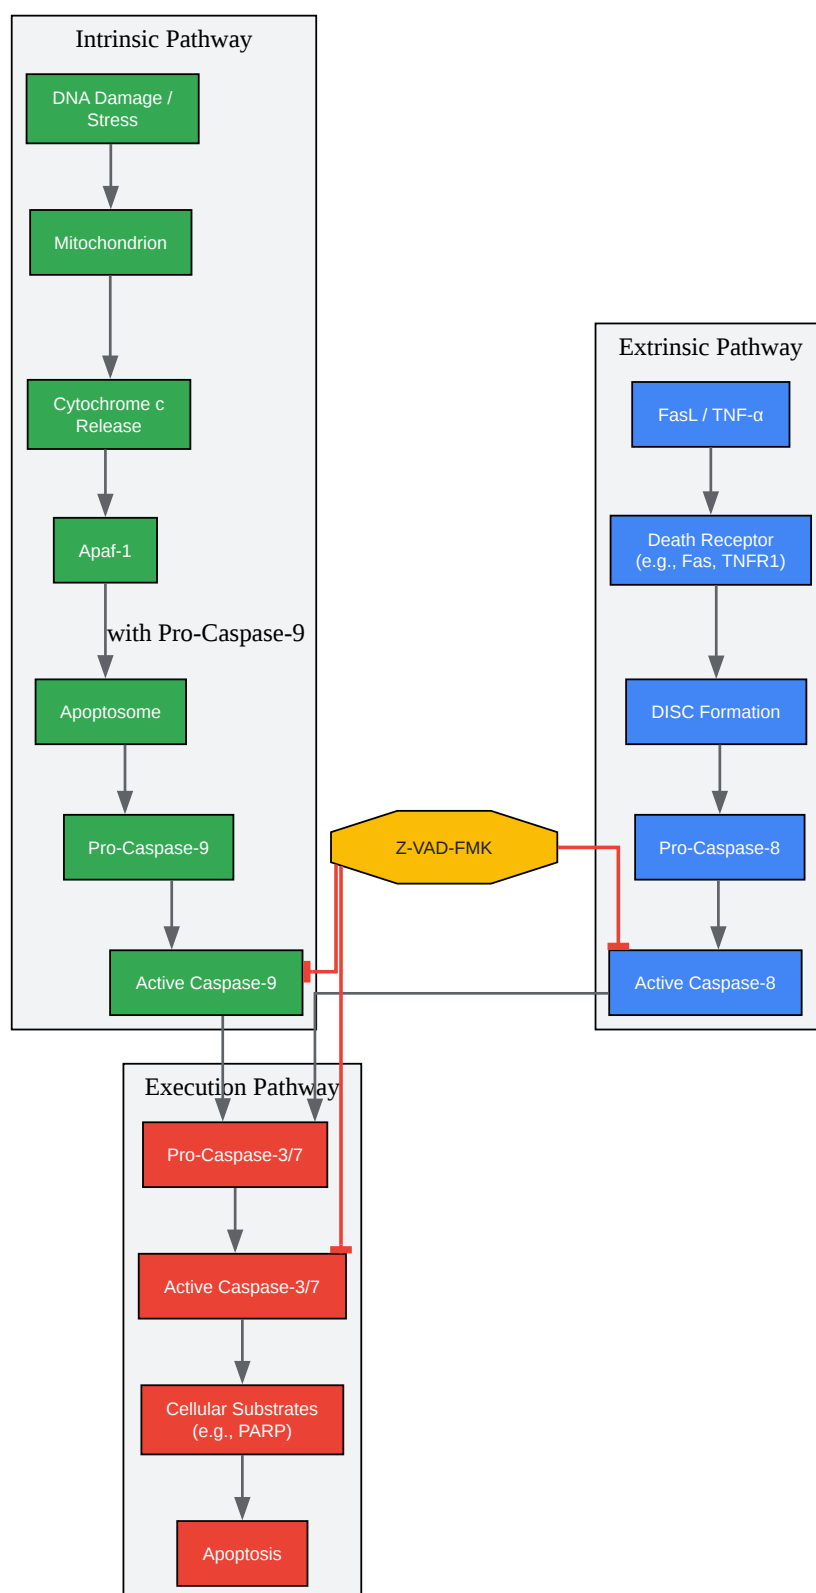 Intrinsic Pathway
DNA Damage /
Stress
Mitochondrion
Cytochrome c
Release
Apaf-1
with Pro-Caspase-9
Apoptosome
Pro-Caspase-9
Active Caspase-9
Extrinsic Pathway
FasL / TNF-α
Death Receptor
(e.g., Fas, TNFR1)
DISC Formation
Pro-Caspase-8
Active Caspase-8
Z-VAD-FMK
Execution Pathway
Pro-Caspase-3/7
Active Caspase-3/7
Cellular Substrates
(e.g., PARP)
Apoptosis